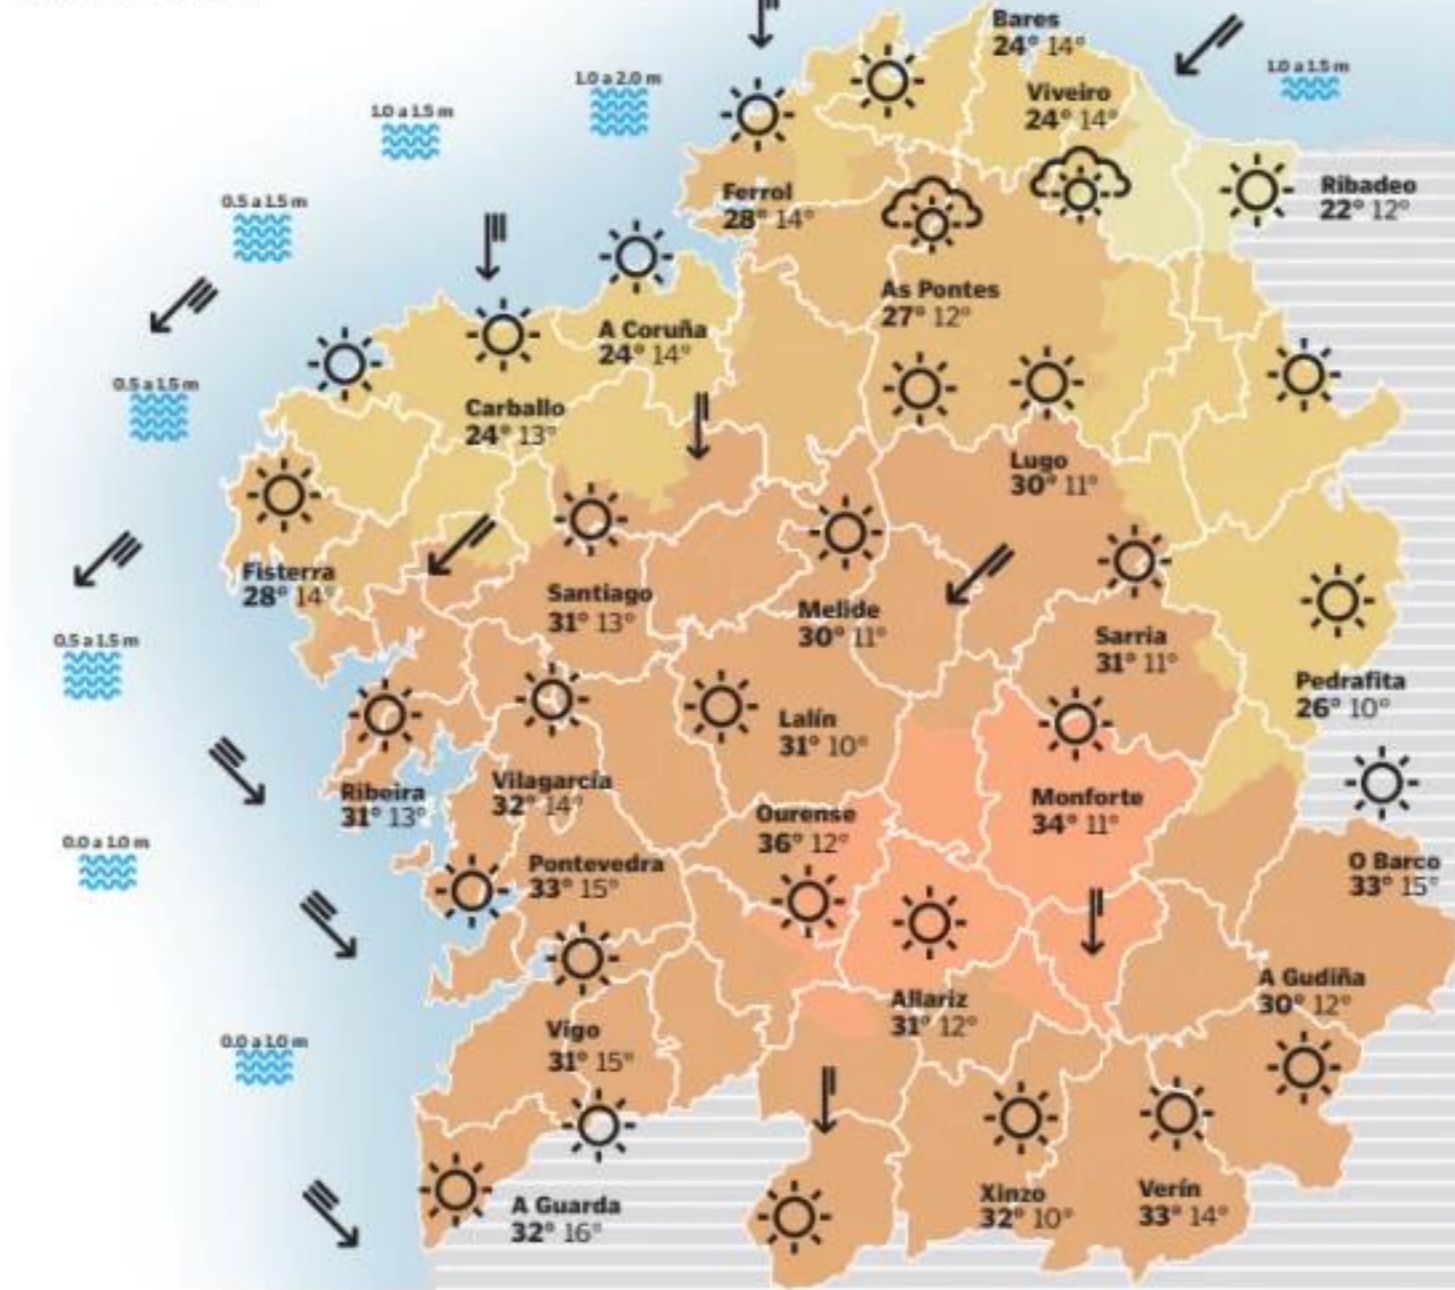 Bares
24° 14°
1.0 a 1.5 m
1.0 a 2.0 m
Viveiro
24° 14°
1.0 a 1.5 m
Ferrol
28° 14°
Ribadeo
22° 12°
0.5 a 1.5 m
As Pontes
27° 12°
A Coruña
24° 14°
0.5 a 1.5 m
Carballo
24° 13°
Lugo
30° 11°
Fisterra
28° 14°
Santiago
31° 13°
Melide
30° 11°
Sarria
31° 11°
0.5 a 1.5 m
Pedrafita
26° 10°
Lalín
31° 10°
Ribeira
31° 13°
Vilagarcía
32° 14°
Monforte
34° 11°
Ourense
36° 12°
0.0 a 1.0 m
Pontevedra
33° 15°
O Barco
33° 15°
A Gudiña
30° 12°
Allariz
31° 12°
Vigo
31° 15°
0.0 a 1.0 m
A Guarda
32° 16°
Xinzo
32° 10°
Verín
33° 14°